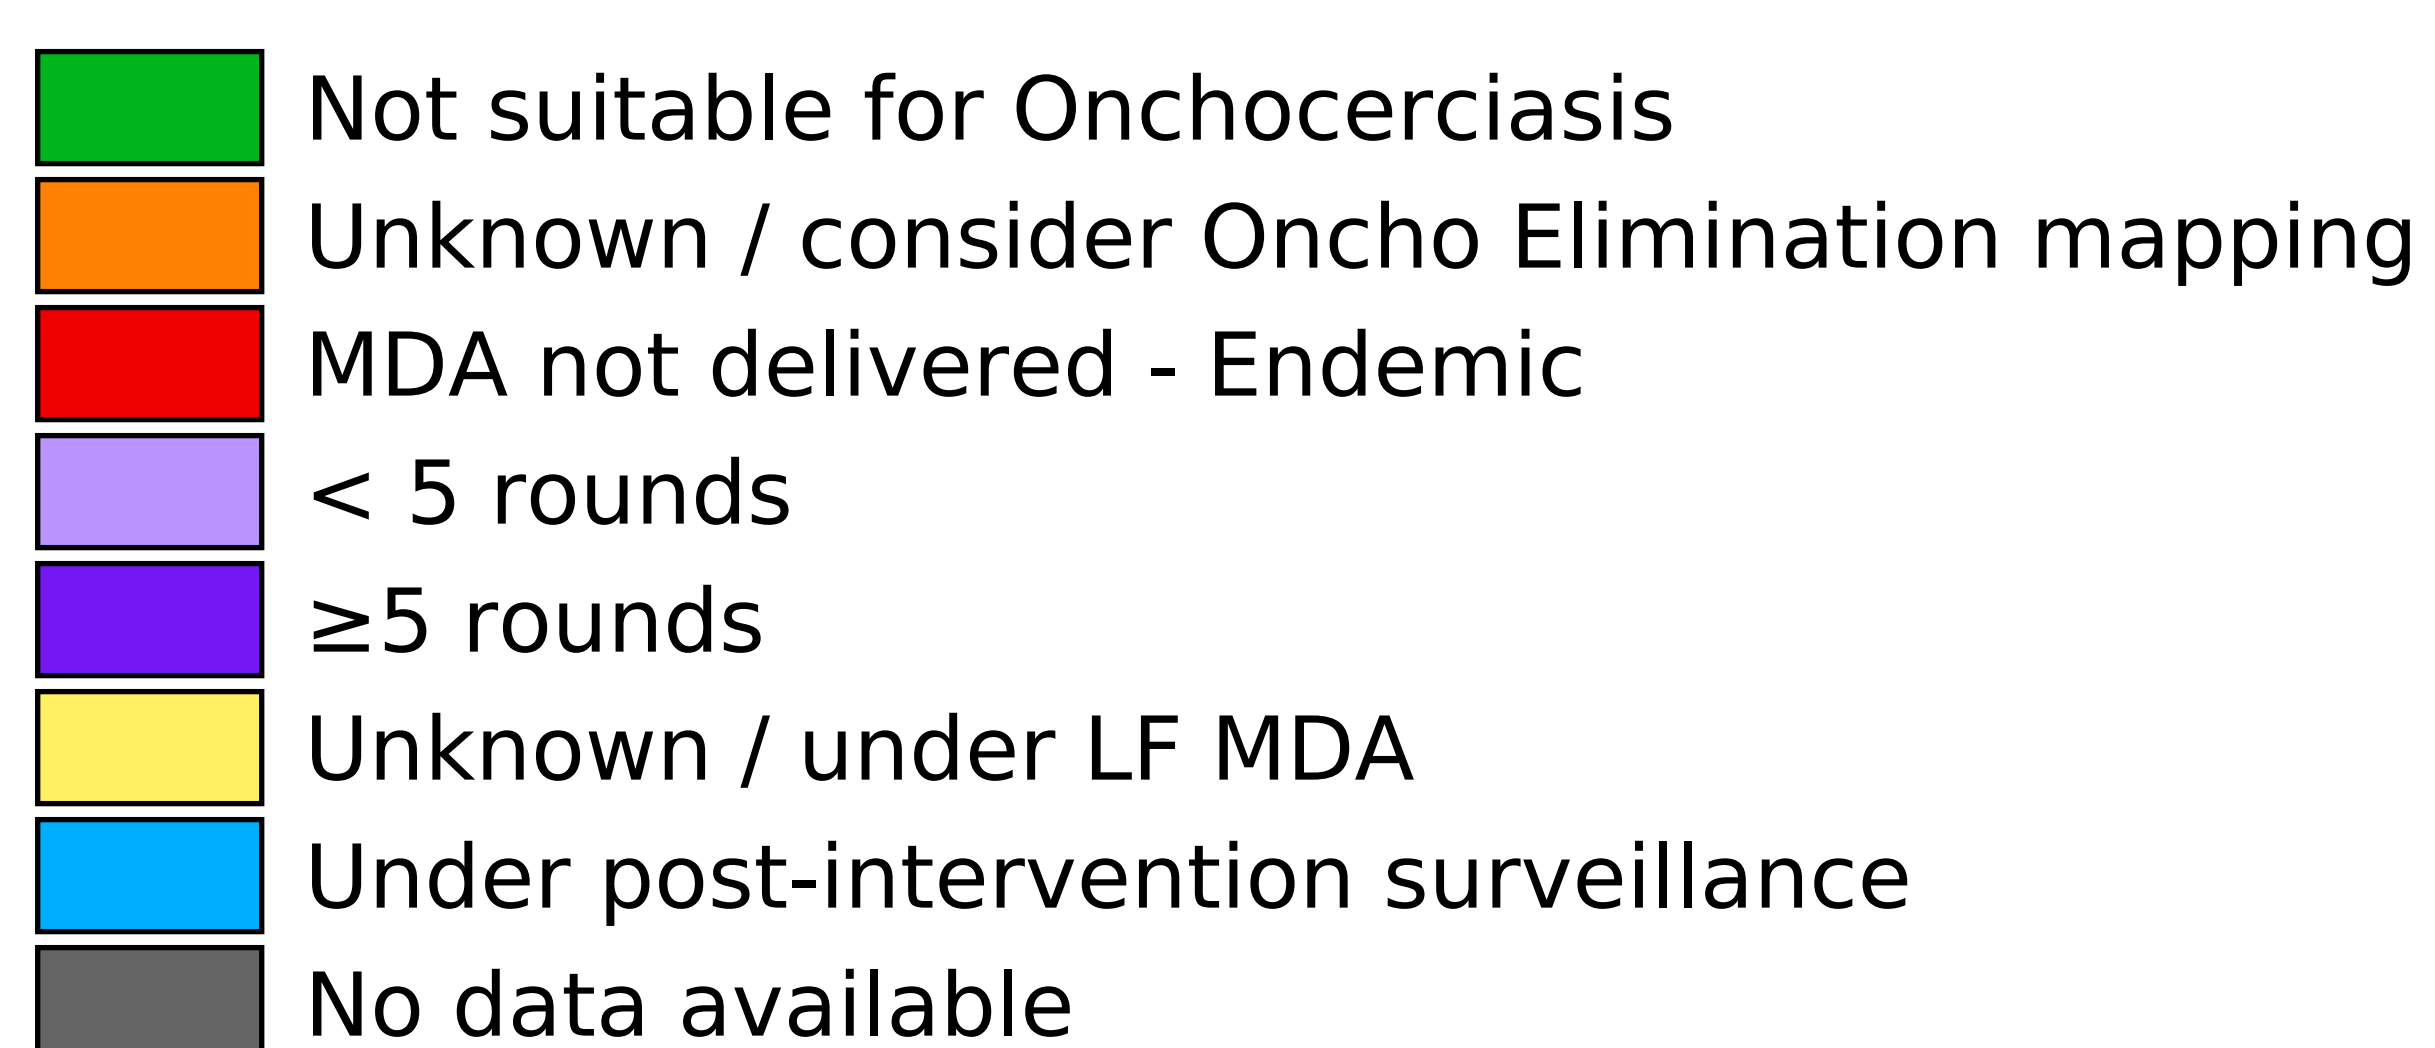 Not suitable for Onchocerciasis
Unknown / consider Oncho Elimination mapping
MDA not delivered - Endemic
< 5 rounds
≥5 rounds
Unknown / under LF MDA
Under post-intervention surveillance
No data available